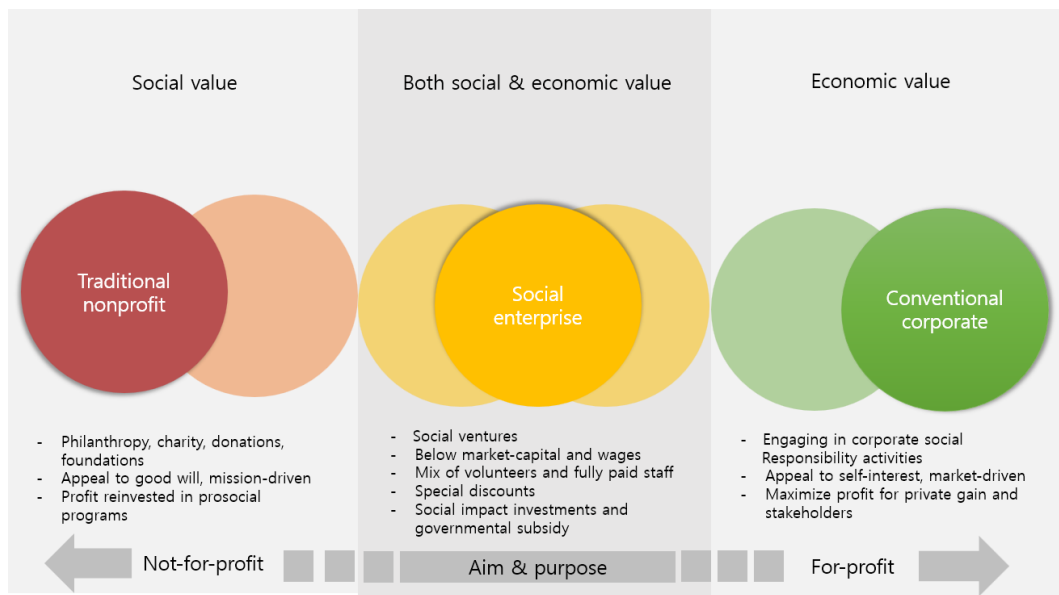 Social value
Both social & economic value
Economic value
Traditional
nonprofit
Social
enterprise
Conventional
corporate
- Philanthropy, charity, donations,
foundations
- Appeal to good will, mission-driven
- Profit reinvested in prosocial
programs
- Social ventures
- Below market-capital and wages
- Mix of volunteers and fully paid staff
- Special discounts
- Social impact investments and
governmental subsidy
- Engaging in corporate social
Responsibility activities
- Appeal to self-interest, market-driven
- Maximize profit for private gain and
stakeholders
Not-for-profit
Aim & purpose
For-profit